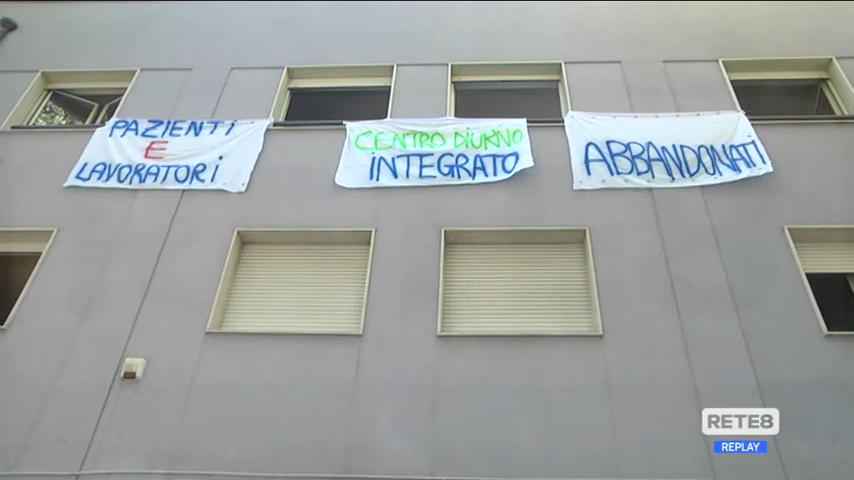 PAZIENTI
E
LAVORATORI
CENTRO DIURNO
INTEGRATO
ABBANDONATI
RETE8
REPLAY